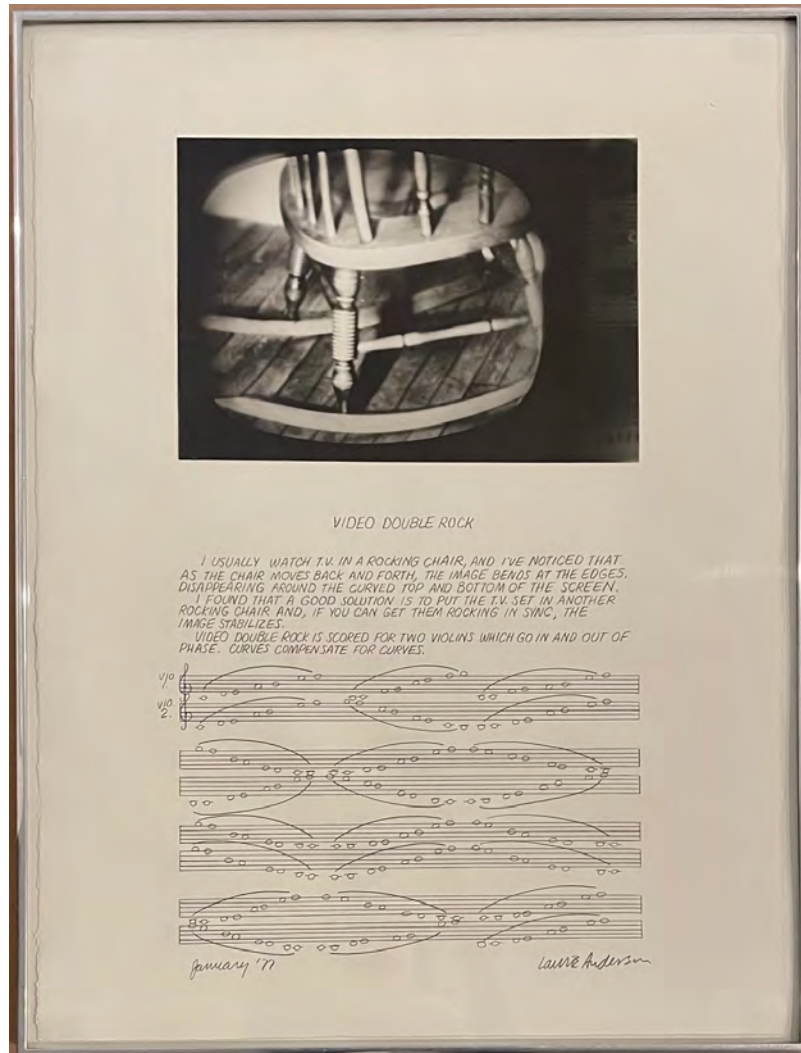 VIDEO DOUBLE ROCK
I USUALLY WATCH T.V. IN A ROCKING CHAIR, AND I'VE NOTICED THAT
AS THE CHAIR MOVES BACK AND FORTH, THE IMAGE BENDS AT THE EDGES.
DISAPPEARING AROUND THE CURVED TOP AND BOTTOM OF THE SCREEN.
I FOUND THAT A GOOD SOLUTION IS TO PUT THE T.V. SET IN ANOTHER
ROCKING CHAIR AND, IF YOU CAN GET THEM ROCKING IN SYNC, THE
IMAGE STABILIZES.
VIDEO DOUBLE ROCK IS SCORED FOR TWO VIOLINS WHICH GO IN AND OUT OF
PHASE. CURVES COMPENSATE FOR CURVES.
VIO
1.
VIO
2.
January '77
Laurie Anderson